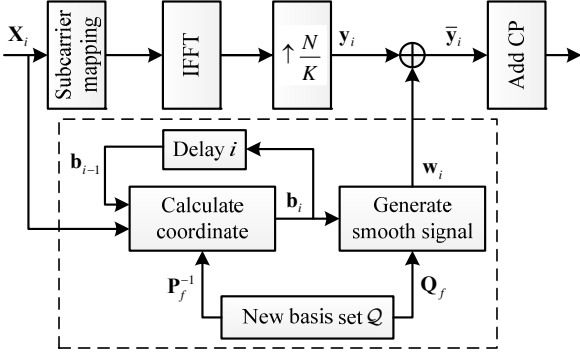 X_i
Subcarrier
mapping
IFFT
↑ N/K
y_i
ȳ_i
Add CP
Delay i
b_{i−1}
b_i
w_i
Calculate
coordinate
Generate
smooth signal
P_f^{−1}
Q_f
New basis set 𝒬